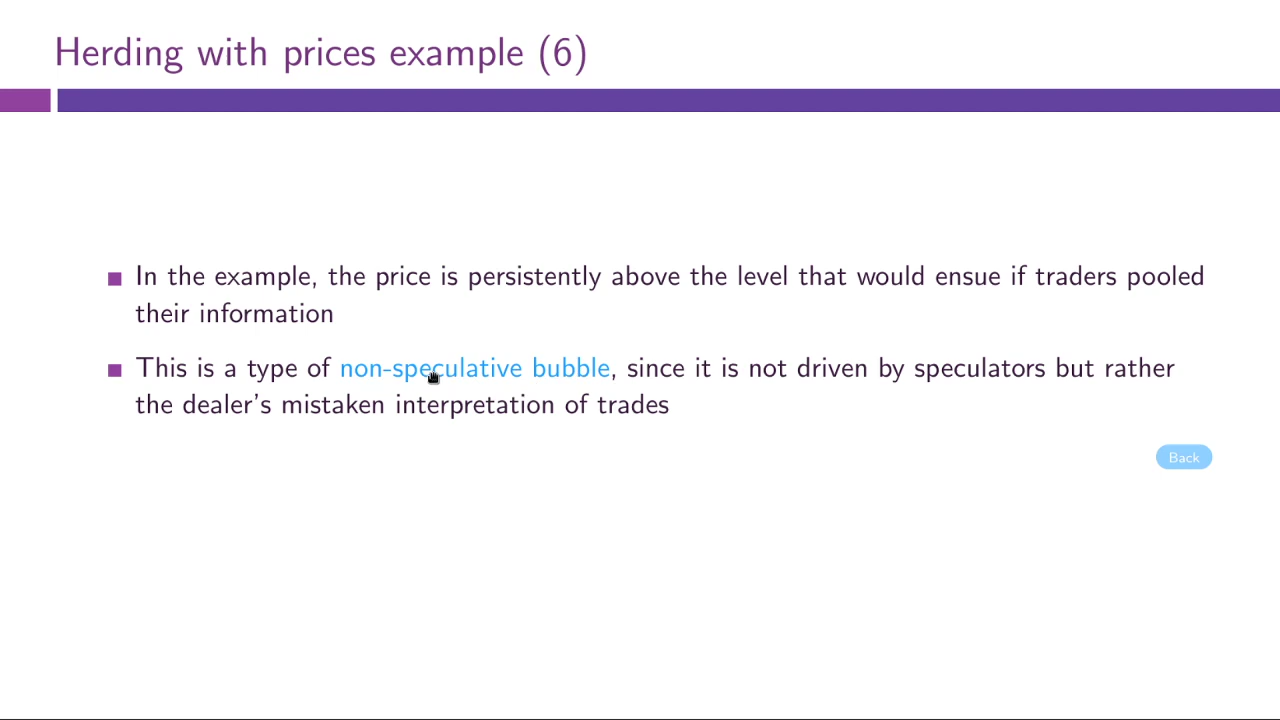 Herding with prices example (6)
In the example, the price is persistently above the level that would ensue if traders pooled
their information
This is a type of non-speculative bubble, since it is not driven by speculators but rather
the dealer's mistaken interpretation of trades
Back